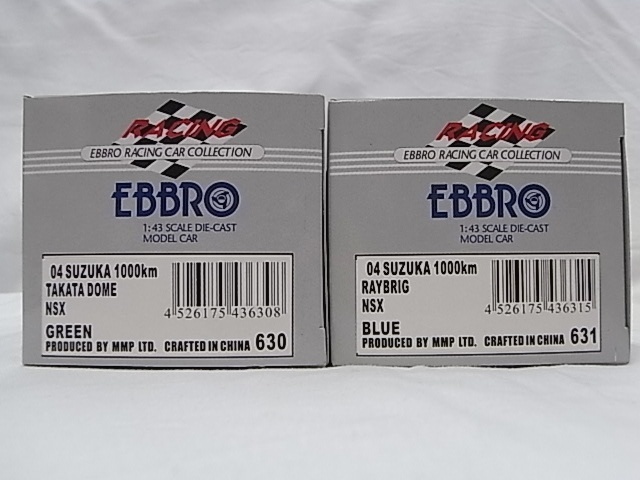 RACING
EBBRO RACING CAR COLLECTION
EBBRO
1:43 SCALE DIE-CAST
MODEL CAR
04 SUZUKA 1000km
TAKATA DOME
NSX
GREEN
4 526175 436308
PRODUCED BY MMP LTD. CRAFTED IN CHINA 630
RACING
EBBRO RACING CAR COLLECTION
EBBRO
1:43 SCALE DIE-CAST
MODEL CAR
04 SUZUKA 1000km
RAYBRIG
NSX
BLUE
4 526175 436315
PRODUCED BY MMP LTD. CRAFTED IN CHINA 631